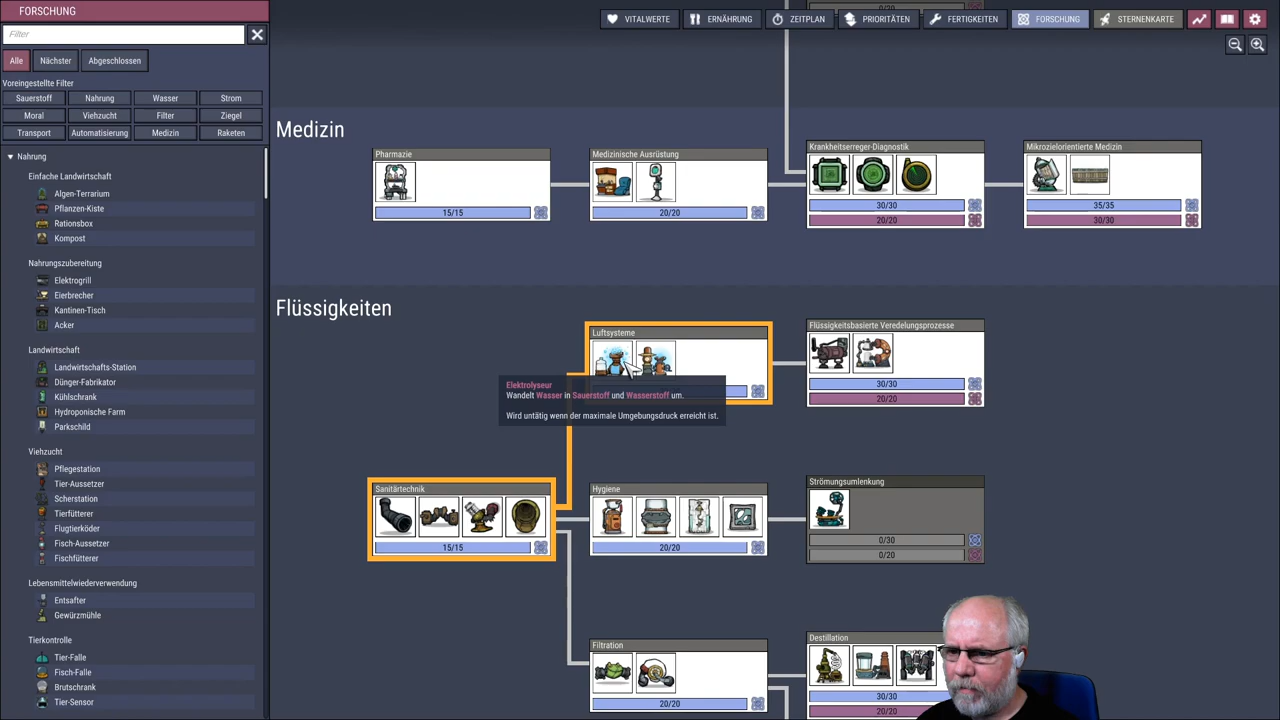 FORSCHUNG
Filter
Alle Nächster Abgeschlossen
Voreingestellte Filter
Sauerstoff Nahrung Wasser Strom
Moral Viehzucht Filter Ziegel
Transport Automatisierung Medizin Raketen
Nahrung
Einfache Landwirtschaft
Algen-Terrarium
Pflanzen-Kiste
Rationsbox
Kompost
Nahrungszubereitung
Elektrogrill
Eierbrecher
Kantinen-Tisch
Acker
Landwirtschaft
Landwirtschafts-Station
Dünger-Fabrikator
Kühlschrank
Hydroponische Farm
Parkschild
Viehzucht
Pflegestation
Tier-Aussetzer
Scherstation
Tierfütterer
Flugtierköder
Fisch-Aussetzer
Fischfütterer
Lebensmittelwiederverwendung
Entsafter
Gewürzmühle
Tierkontrolle
Tier-Falle
Fisch-Falle
Brutschrank
Tier-Sensor
VITALWERTE ERNÄHRUNG ZEITPLAN PRIORITÄTEN FERTIGKEITEN FORSCHUNG STERNENKARTE
Medizin
Pharmazie
15/15
Medizinische Ausrüstung
20/20
Krankheitserreger-Diagnostik
30/30
20/20
Mikrozielorientierte Medizin
35/35
30/30
Flüssigkeiten
Luftsysteme
Elektrolyseur
Wandelt Wasser in Sauerstoff und Wasserstoff um.
Wird untätig wenn der maximale Umgebungsdruck erreicht ist.
Flüssigkeitsbasierte Veredelungsprozesse
30/30
20/20
Sanitärtechnik
15/15
Hygiene
20/20
Strömungsumlenkung
0/30
0/20
Filtration
20/20
Destillation
30/30